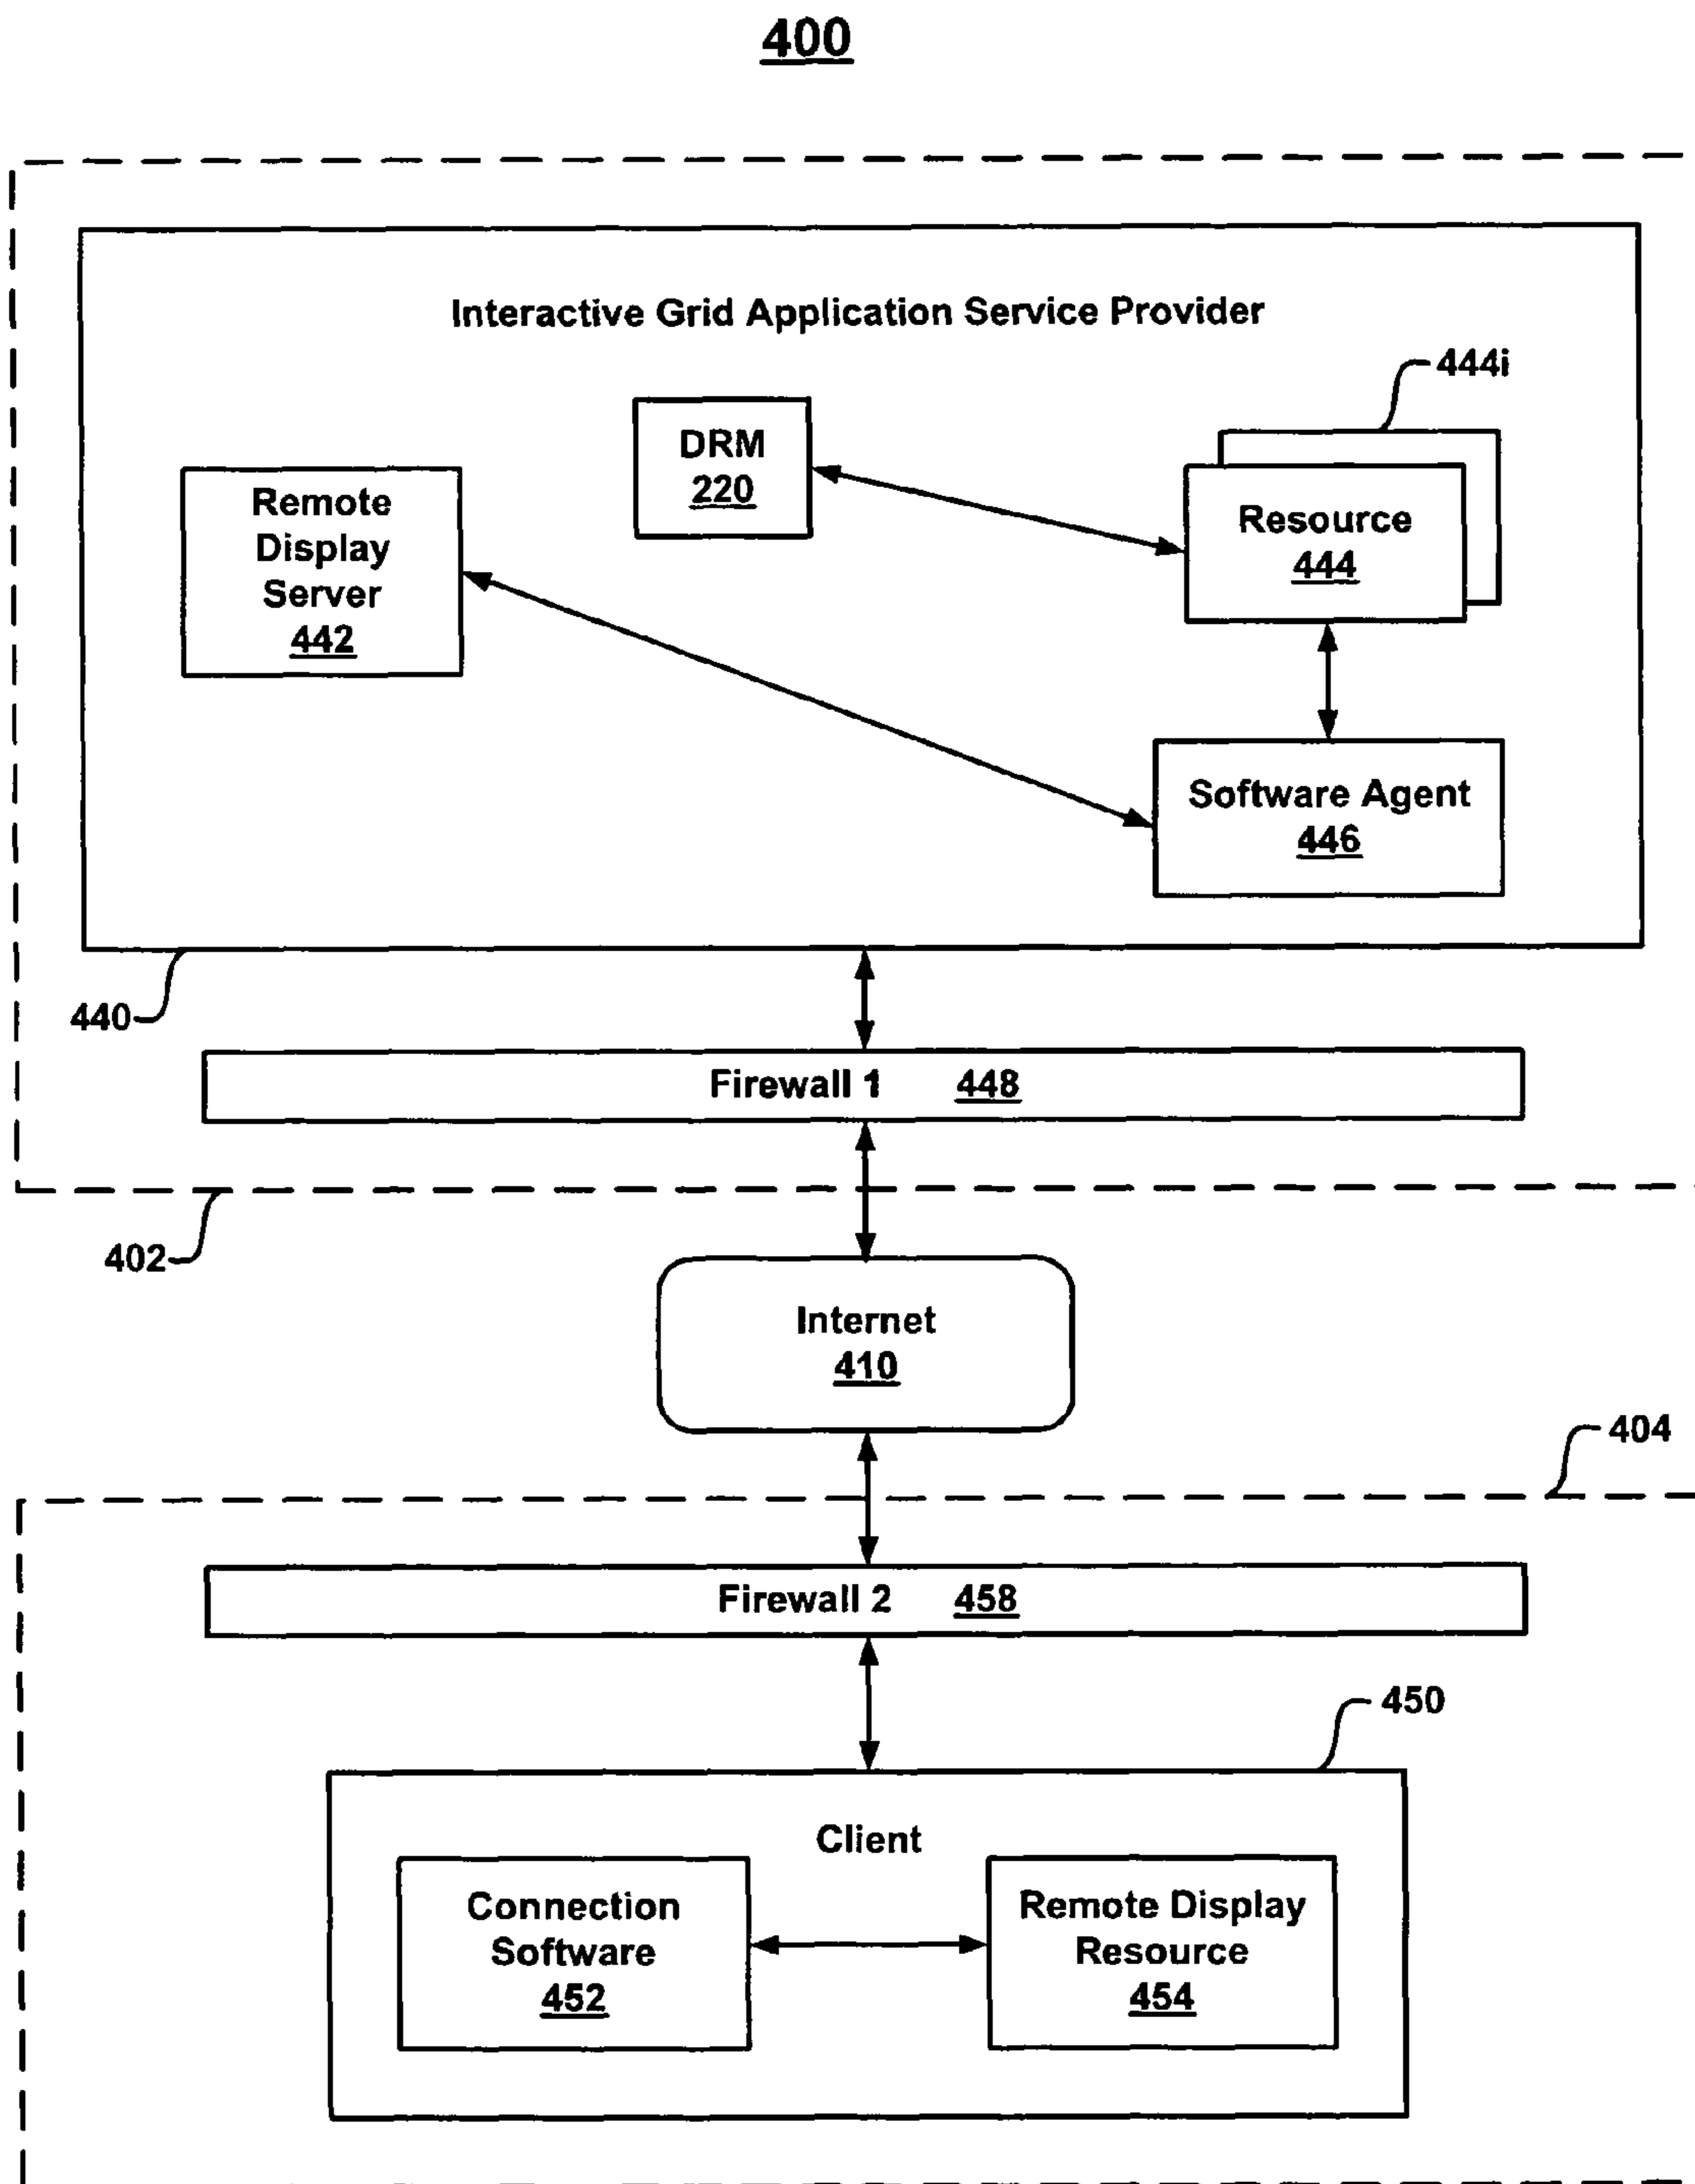 400
Interactive Grid Application Service Provider
444i
DRM
220
Remote
Display
Server
442
Resource
444
Software Agent
446
440
Firewall 1 448
402
Internet
410
404
Firewall 2 458
450
Client
Connection
Software
452
Remote Display
Resource
454